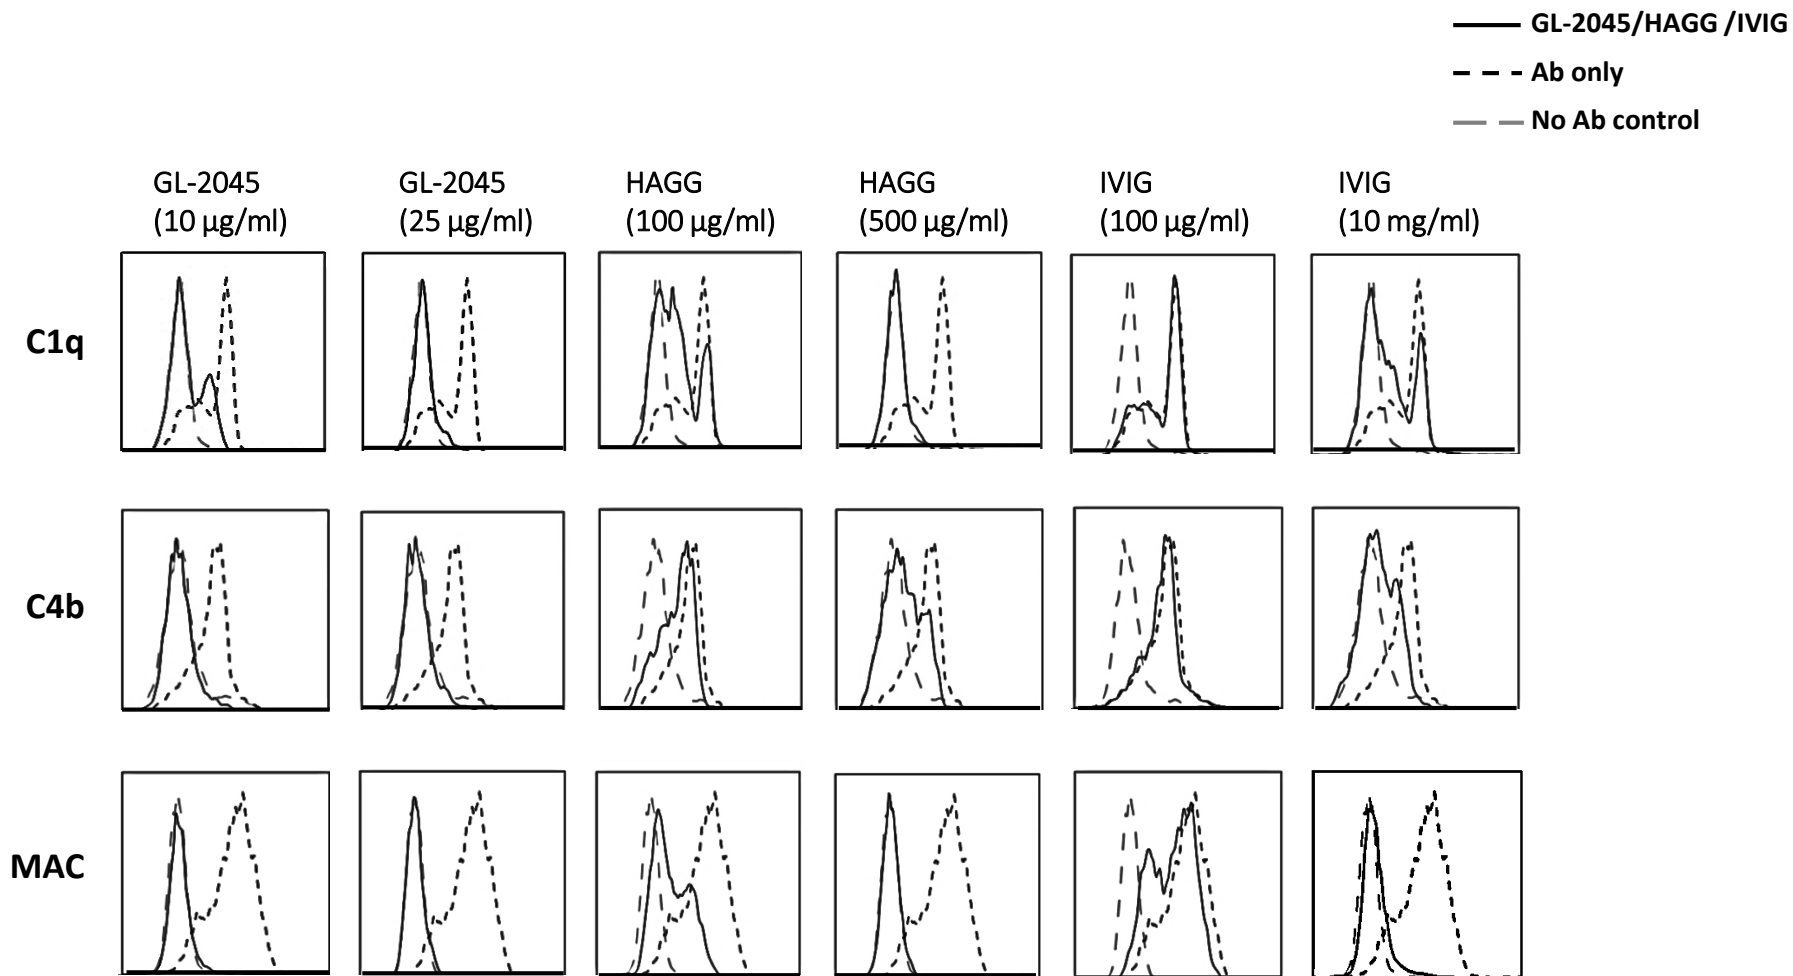 GL-2045/HAGG /IVIG
Ab only
No Ab control
GL-2045
(10 µg/ml)
GL-2045
(25 µg/ml)
HAGG
(100 µg/ml)
HAGG
(500 µg/ml)
IVIG
(100 µg/ml)
IVIG
(10 mg/ml)
C1q
C4b
MAC